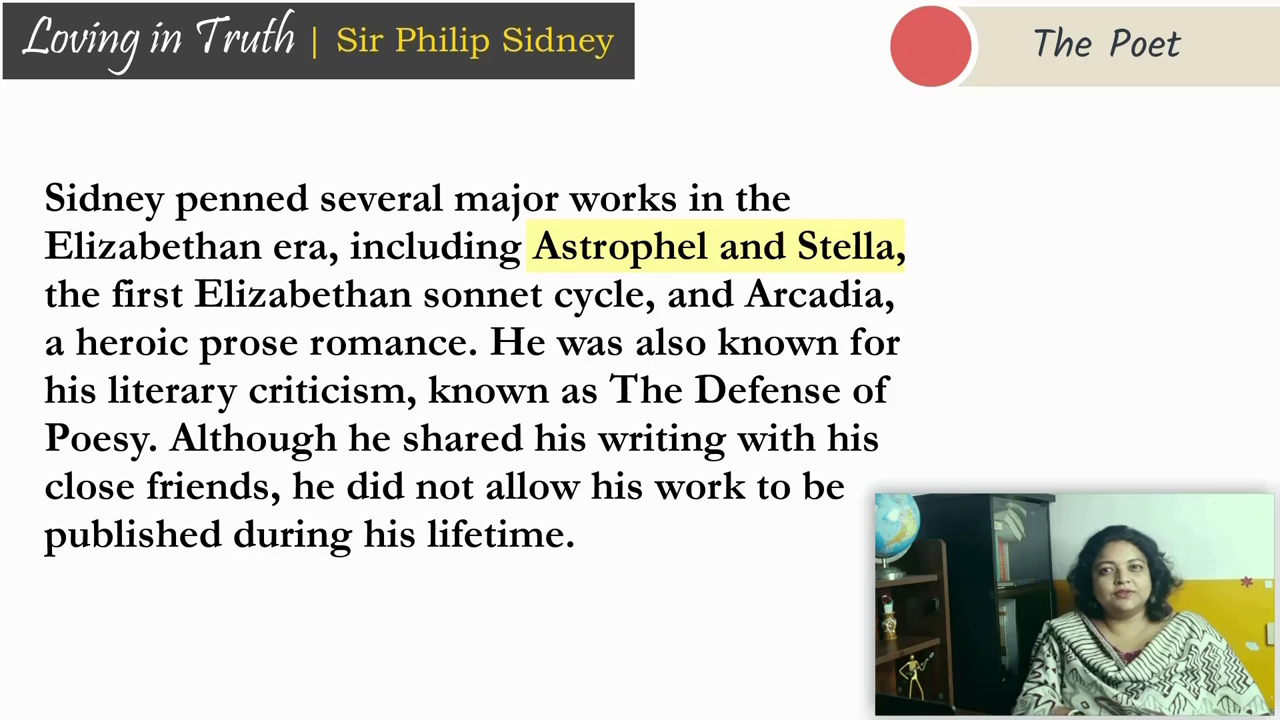 Loving in Truth | Sir Philip Sidney
The Poet
Sidney penned several major works in the
Elizabethan era, including Astrophel and Stella,
the first Elizabethan sonnet cycle, and Arcadia,
a heroic prose romance. He was also known for
his literary criticism, known as The Defense of
Poesy. Although he shared his writing with his
close friends, he did not allow his work to be
published during his lifetime.